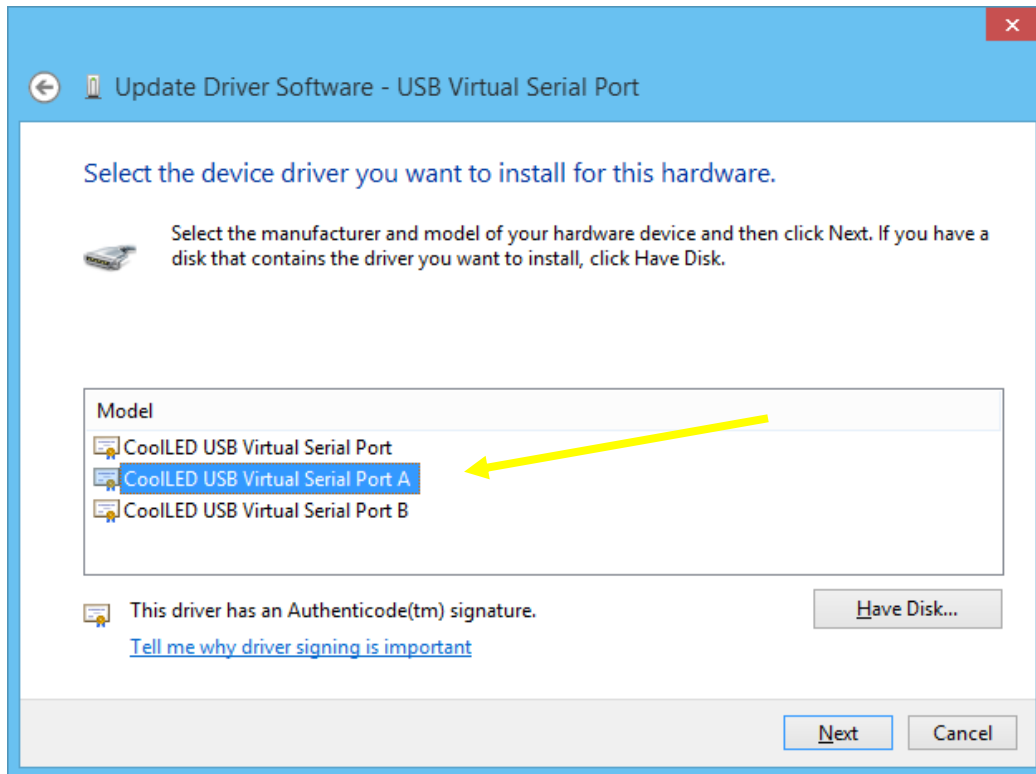 Update Driver Software - USB Virtual Serial Port
Select the device driver you want to install for this hardware.
Select the manufacturer and model of your hardware device and then click Next. If you have a
disk that contains the driver you want to install, click Have Disk.
Model
CoolLED USB Virtual Serial Port
CoolLED USB Virtual Serial Port A
CoolLED USB Virtual Serial Port B
This driver has an Authenticode(tm) signature.
Have Disk...
Tell me why driver signing is important
Next Cancel